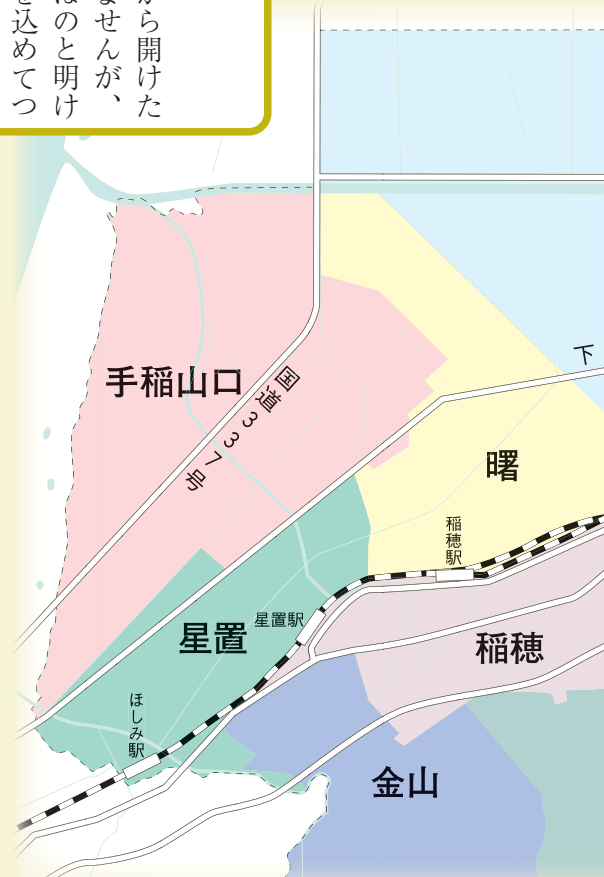 から開けた
ませんが、
ほのと明け
を込めてつ
手稲山口
国道337号
下
曙
稲穂駅
星置駅
星置
稲穂
ほしみ駅
金山